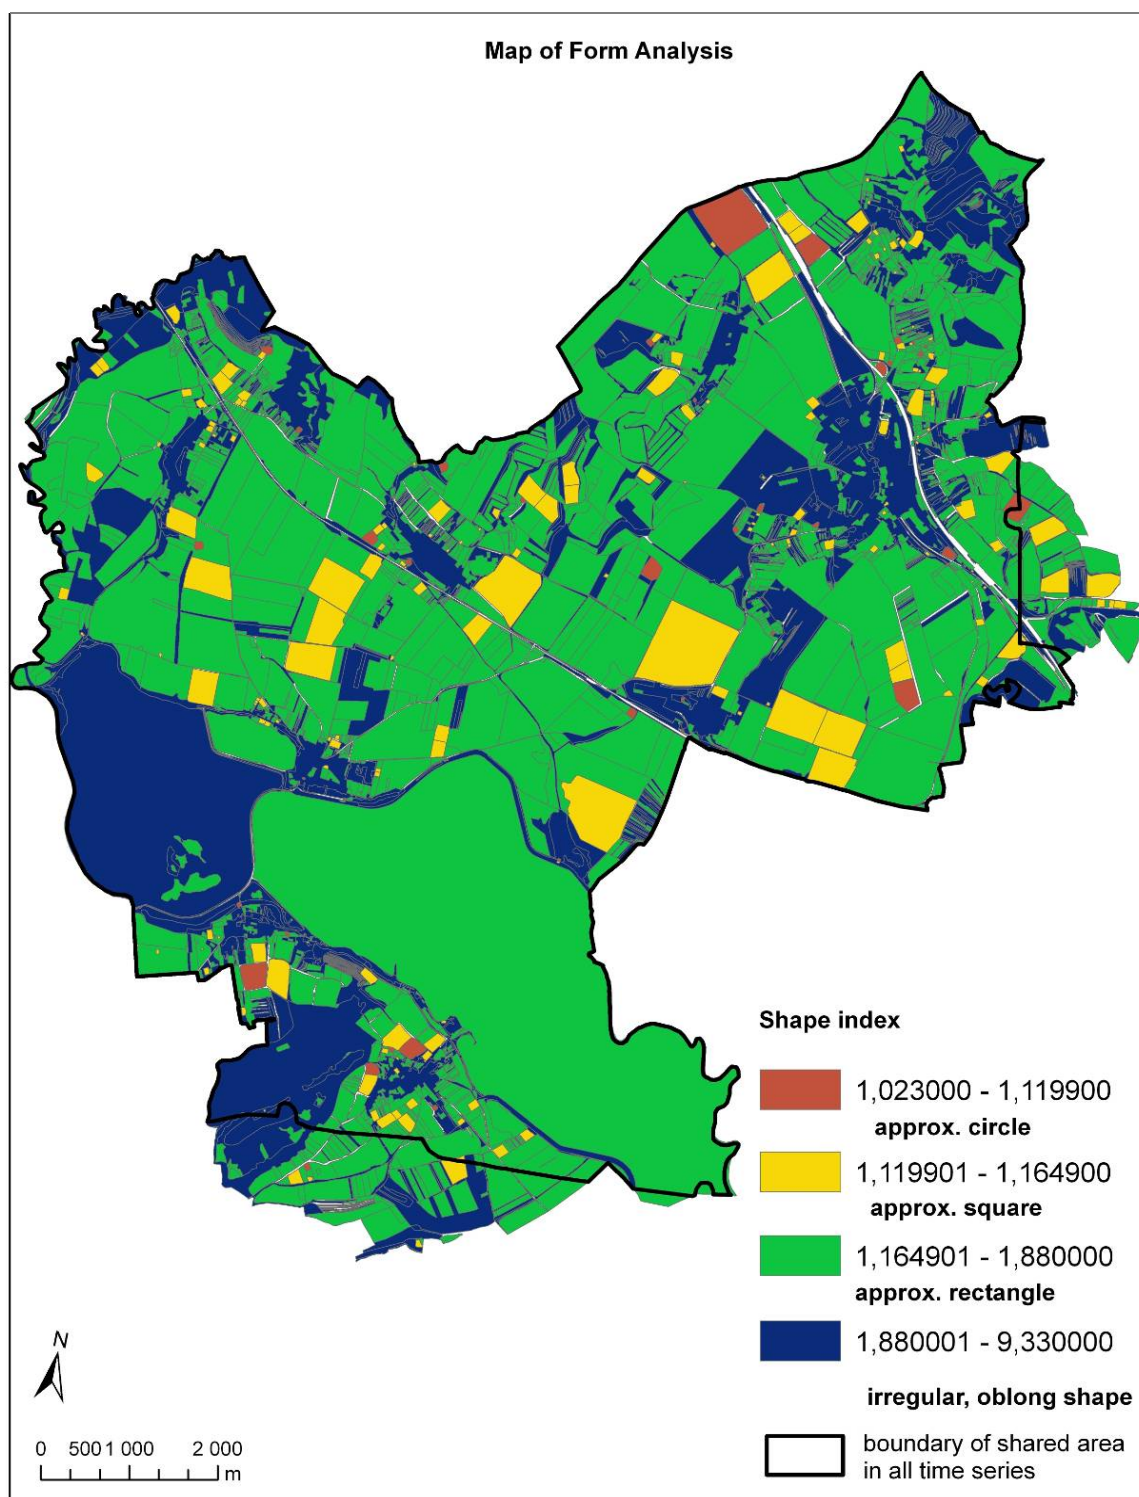 Map of Form Analysis
Shape index
1,023000 - 1,119900
approx. circle
1,119901 - 1,164900
approx. square
1,164901 - 1,880000
approx. rectangle
1,880001 - 9,330000
irregular, oblong shape
boundary of shared area
in all time series
N
0 500 1 000 2 000
m